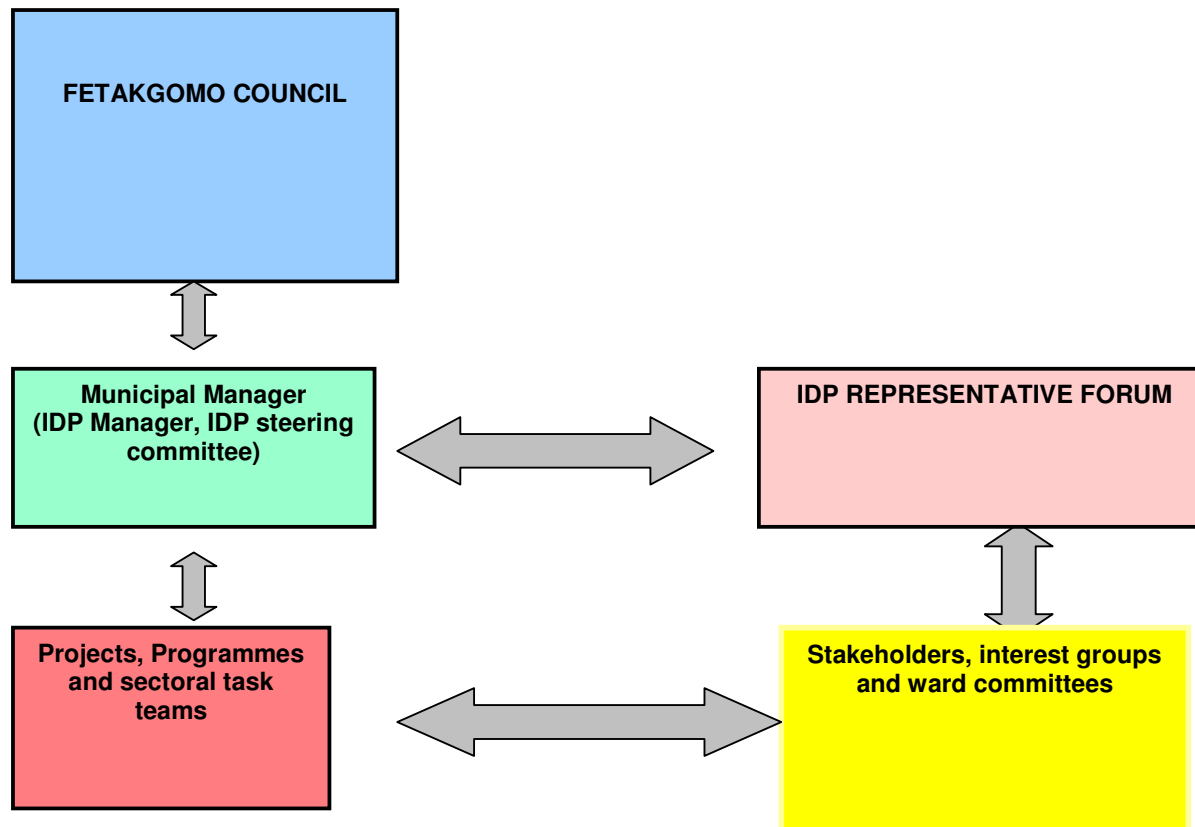 FETAKGOMO COUNCIL
Municipal Manager
(IDP Manager, IDP steering
committee)
IDP REPRESENTATIVE FORUM
Projects, Programmes
and sectoral task
teams
Stakeholders, interest groups
and ward committees